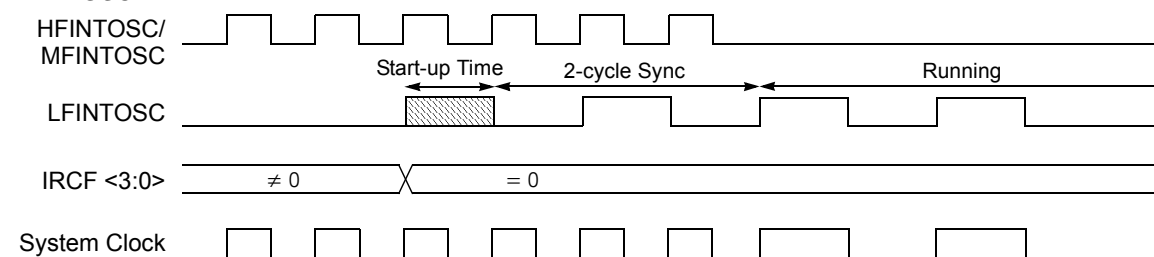 HFINTOSC/
MFINTOSC
Start-up Time
2-cycle Sync
Running
LFINTOSC
IRCF <3:0>
≠ 0
= 0
System Clock